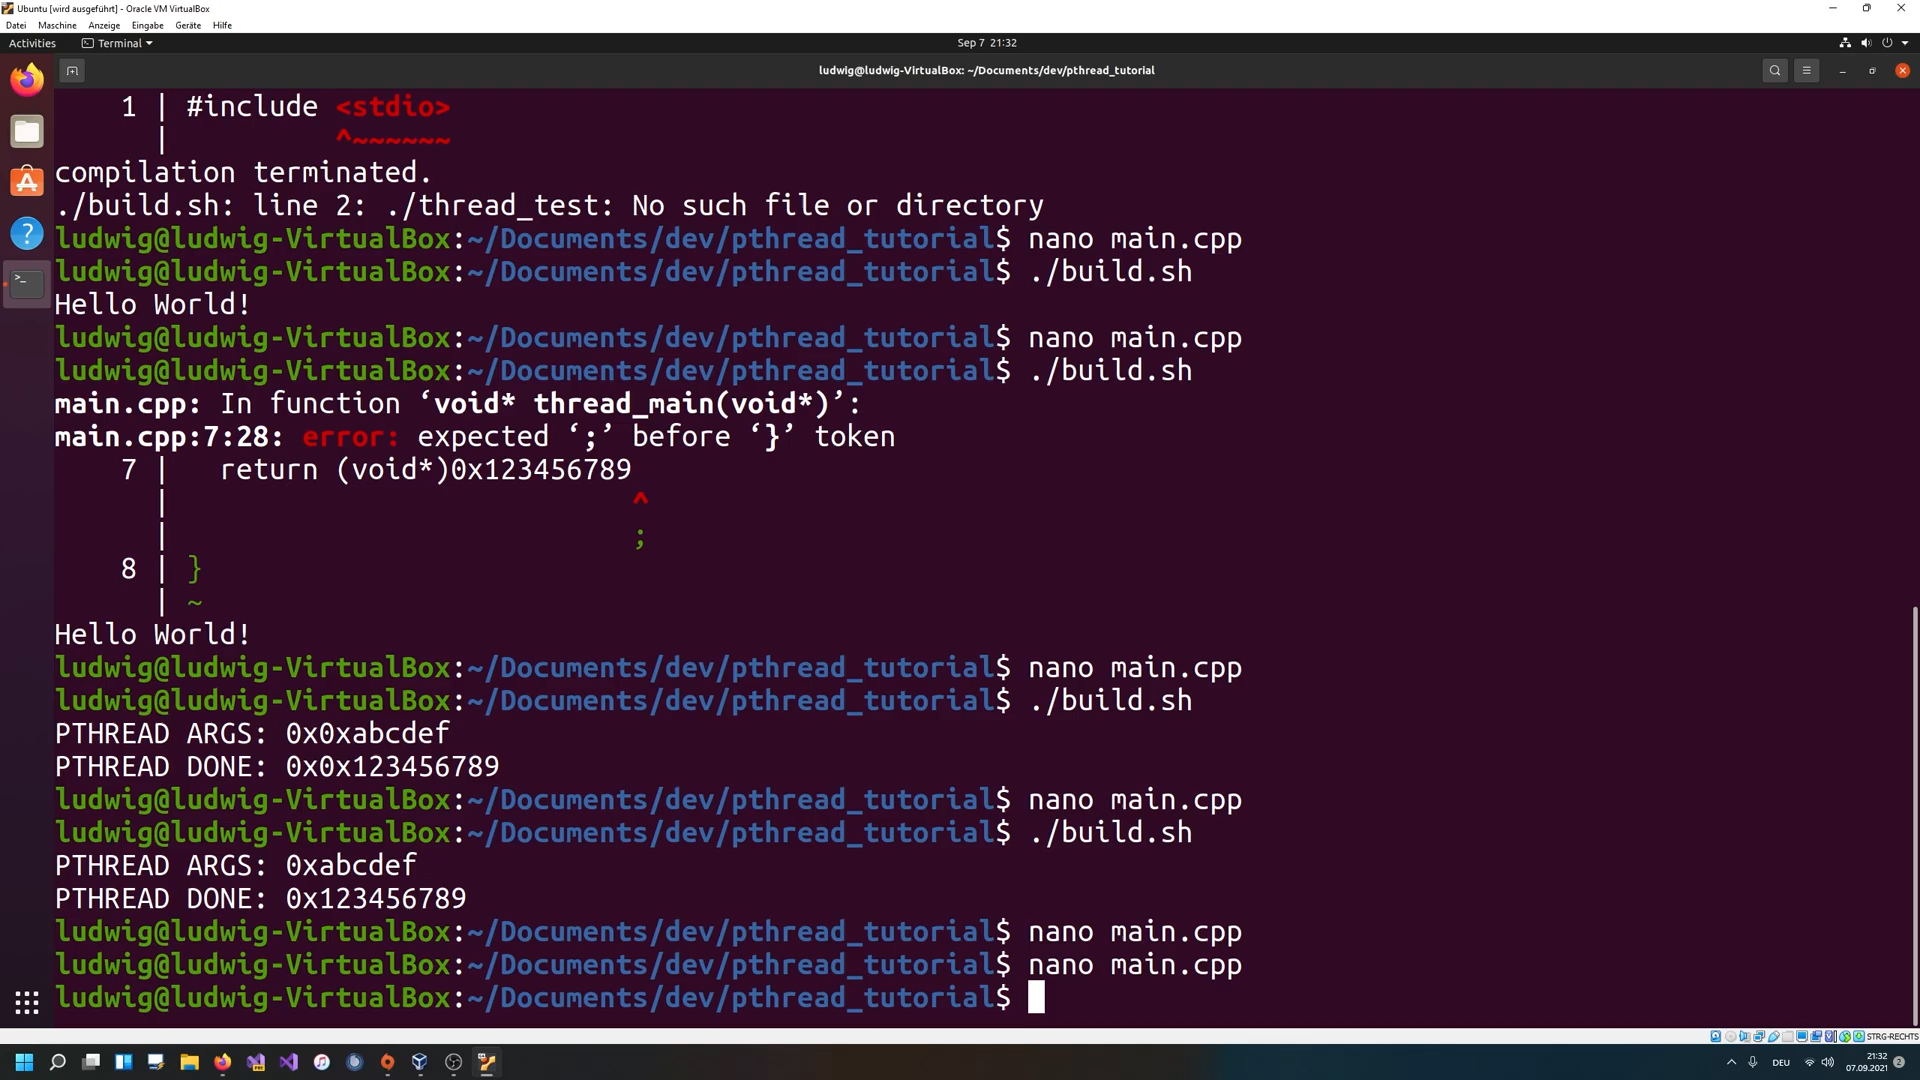 Ubuntu [wird ausgeführt] - Oracle VM VirtualBox
Datei Maschine Anzeige Eingabe Geräte Hilfe
Activities Terminal Sep 7 21:32
ludwig@ludwig-VirtualBox: ~/Documents/dev/pthread_tutorial
1 | #include <stdio>
| ^~~~~~~
compilation terminated.
./build.sh: line 2: ./thread_test: No such file or directory
ludwig@ludwig-VirtualBox:~/Documents/dev/pthread_tutorial$ nano main.cpp
ludwig@ludwig-VirtualBox:~/Documents/dev/pthread_tutorial$ ./build.sh
Hello World!
ludwig@ludwig-VirtualBox:~/Documents/dev/pthread_tutorial$ nano main.cpp
ludwig@ludwig-VirtualBox:~/Documents/dev/pthread_tutorial$ ./build.sh
main.cpp: In function ‘void* thread_main(void*)’:
main.cpp:7:28: error: expected ‘;’ before ‘}’ token
7 | return (void*)0x123456789
| ^
| ;
8 | }
| ~
Hello World!
ludwig@ludwig-VirtualBox:~/Documents/dev/pthread_tutorial$ nano main.cpp
ludwig@ludwig-VirtualBox:~/Documents/dev/pthread_tutorial$ ./build.sh
PTHREAD ARGS: 0x0xabcdef
PTHREAD DONE: 0x0x123456789
ludwig@ludwig-VirtualBox:~/Documents/dev/pthread_tutorial$ nano main.cpp
ludwig@ludwig-VirtualBox:~/Documents/dev/pthread_tutorial$ ./build.sh
PTHREAD ARGS: 0xabcdef
PTHREAD DONE: 0x123456789
ludwig@ludwig-VirtualBox:~/Documents/dev/pthread_tutorial$ nano main.cpp
ludwig@ludwig-VirtualBox:~/Documents/dev/pthread_tutorial$ nano main.cpp
ludwig@ludwig-VirtualBox:~/Documents/dev/pthread_tutorial$
STRG-RECHTS
DEU
21:32
07.09.2021
2